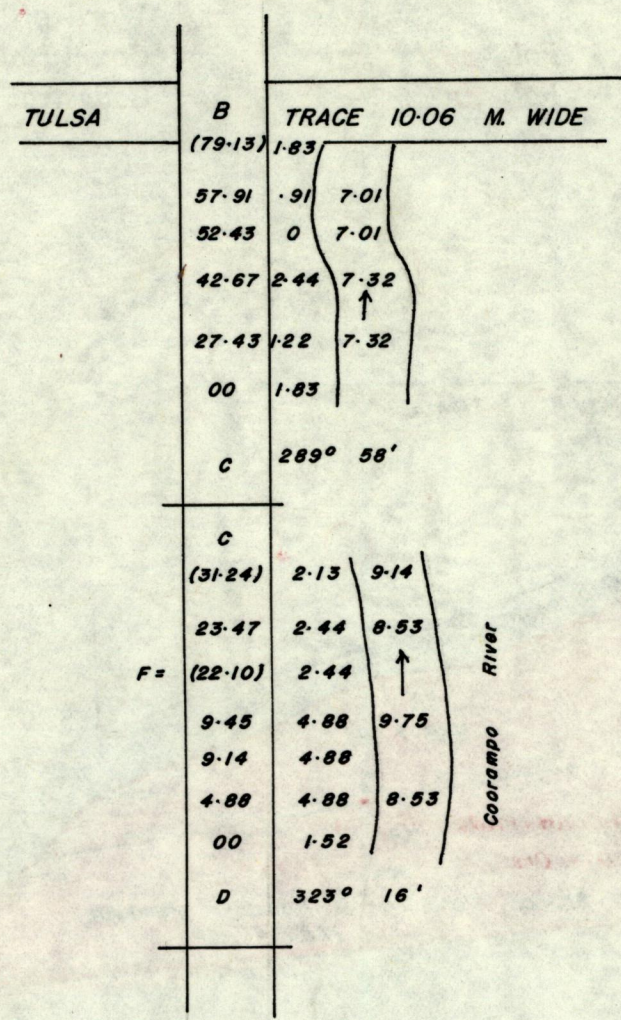 TULSA B TRACE 10·06 M. WIDE
(79·13) 1·83
57·91 ·91 7·01
52·43 0 7·01
42·67 2·44 7·32
↑
27·43 1·22 7·32
00 1·83
C 289° 58'
C
(31·24) 2·13 9·14
23·47 2·44 8·53
F = (22·10) 2·44 ↑
9·45 4·88 9·75
9·14 4·88
4·88 4·88 8·53
00 1·52
D 323° 16'
Coorampo River